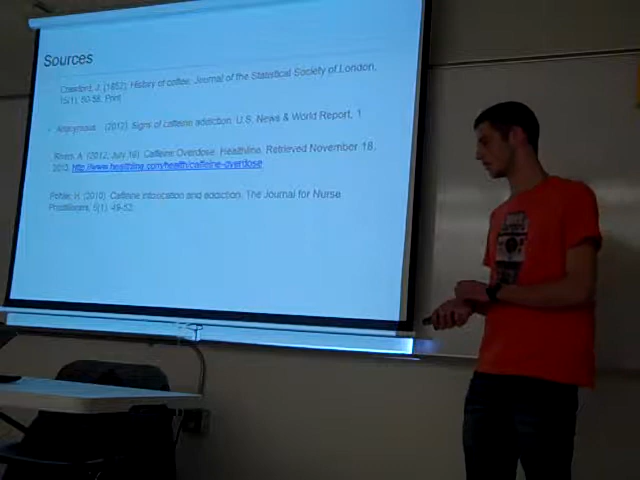 Sources
Crawford, J. (1852). History of coffee. Journal of the Statistical Society of London,
15(1), 50-58. Print
Anonymous. (2012). Signs of caffeine addiction. U.S. News & World Report, 1
A. (2012, July 16). Caffeine Overdose. Healthline. Retrieved November 18,
http://www.healthline.com/health/caffeine-overdose
Pohler, H. (2010). Caffeine intoxication and addiction. The Journal for Nurse
Practitioners, 6(1), 49-52.